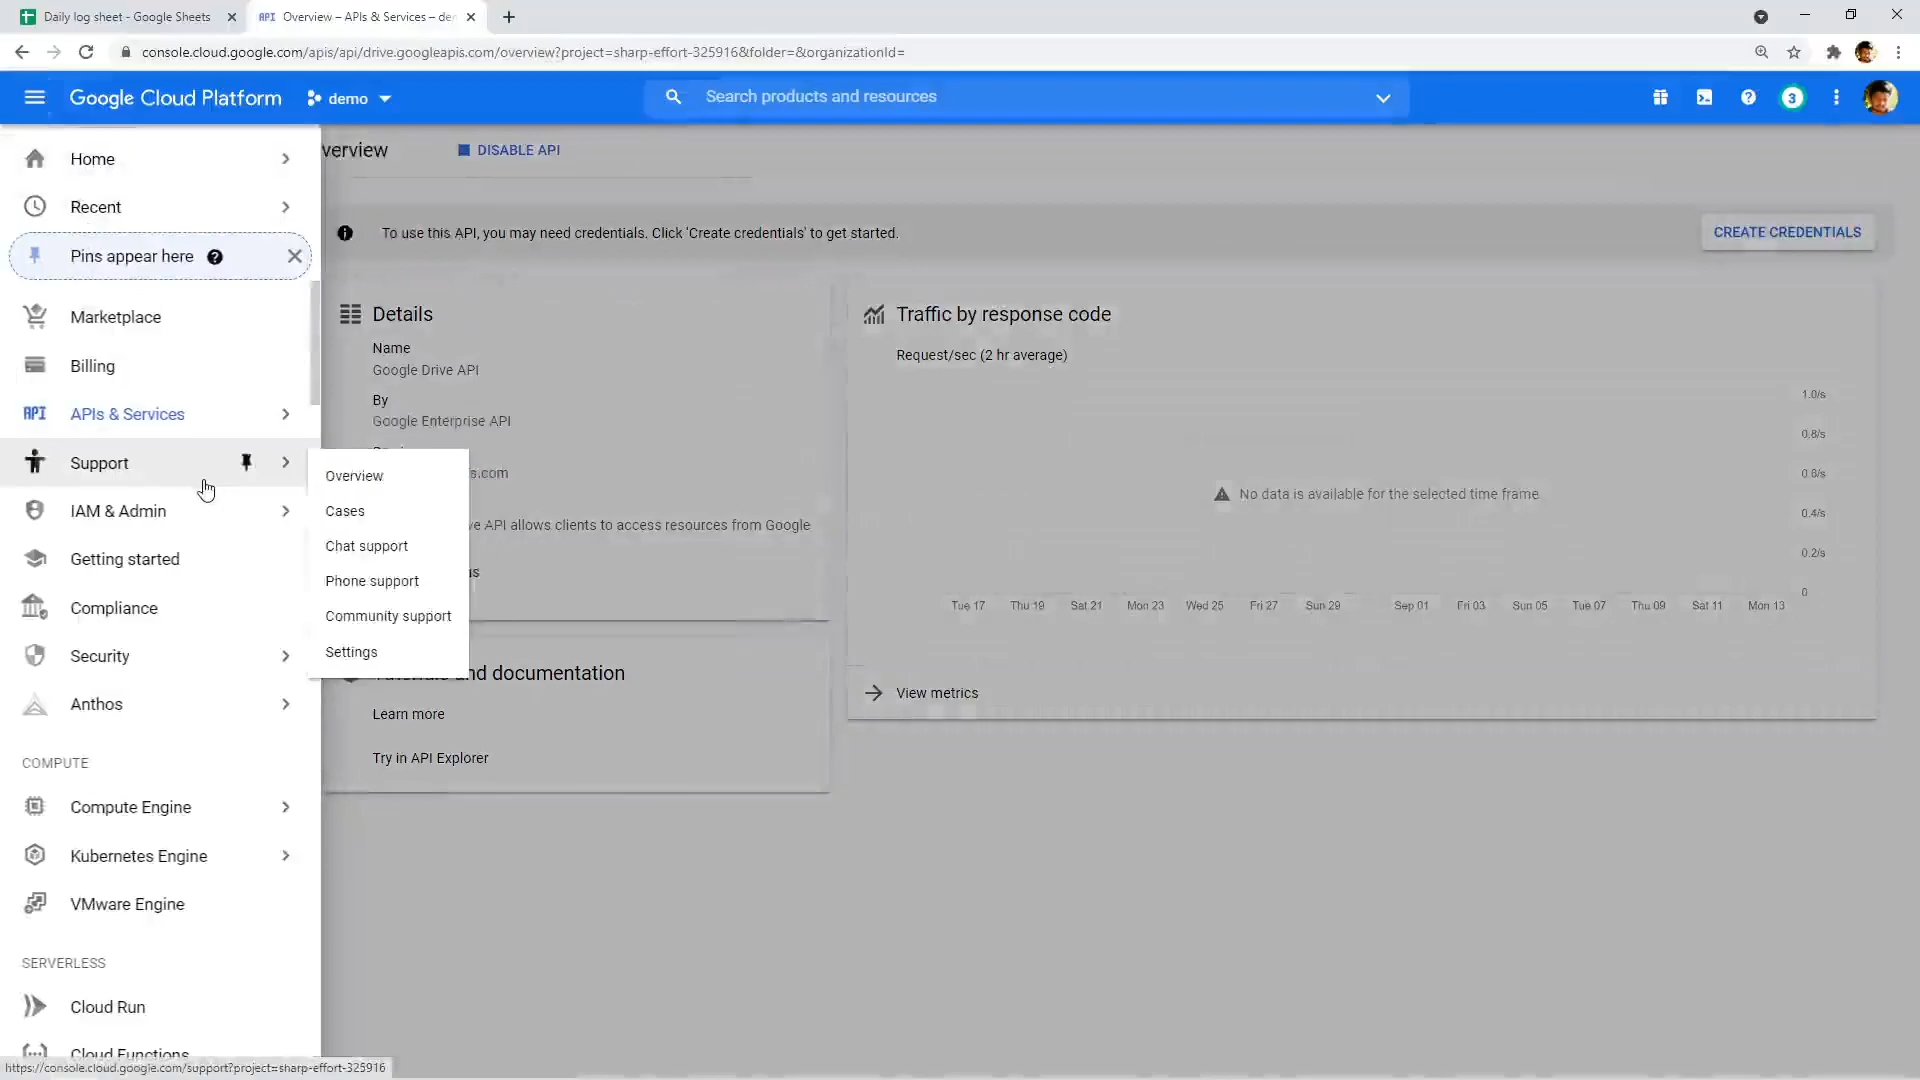 Daily log sheet - Google Sheets
API Overview – APIs & Services – der
console.cloud.google.com/apis/api/drive.googleapis.com/overview?project=sharp-effort-325916&folder=&organizationId=
Google Cloud Platform
demo
Search products and resources
3
Home
verview
DISABLE API
Recent
Pins appear here
To use this API, you may need credentials. Click 'Create credentials' to get started.
CREATE CREDENTIALS
Marketplace
Billing
API APIs & Services
Support
IAM & Admin
Getting started
Compliance
Security
Anthos
COMPUTE
Compute Engine
Kubernetes Engine
VMware Engine
SERVERLESS
Cloud Run
Cloud Functions
Overview
Cases
Chat support
Phone support
Community support
Settings
Details
Name
Google Drive API
By
Google Enterprise API
s.com
ve API allows clients to access resources from Google
us
nd documentation
Learn more
Try in API Explorer
Traffic by response code
Request/sec (2 hr average)
1.0/s
0.8/s
0.6/s
No data is available for the selected time frame.
0.4/s
0.2/s
0
Tue 17 Thu 19 Sat 21 Mon 23 Wed 25 Fri 27 Sun 29 Sep 01 Fri 03 Sun 05 Tue 07 Thu 09 Sat 11 Mon 13
View metrics
https://console.cloud.google.com/support?project=sharp-effort-325916